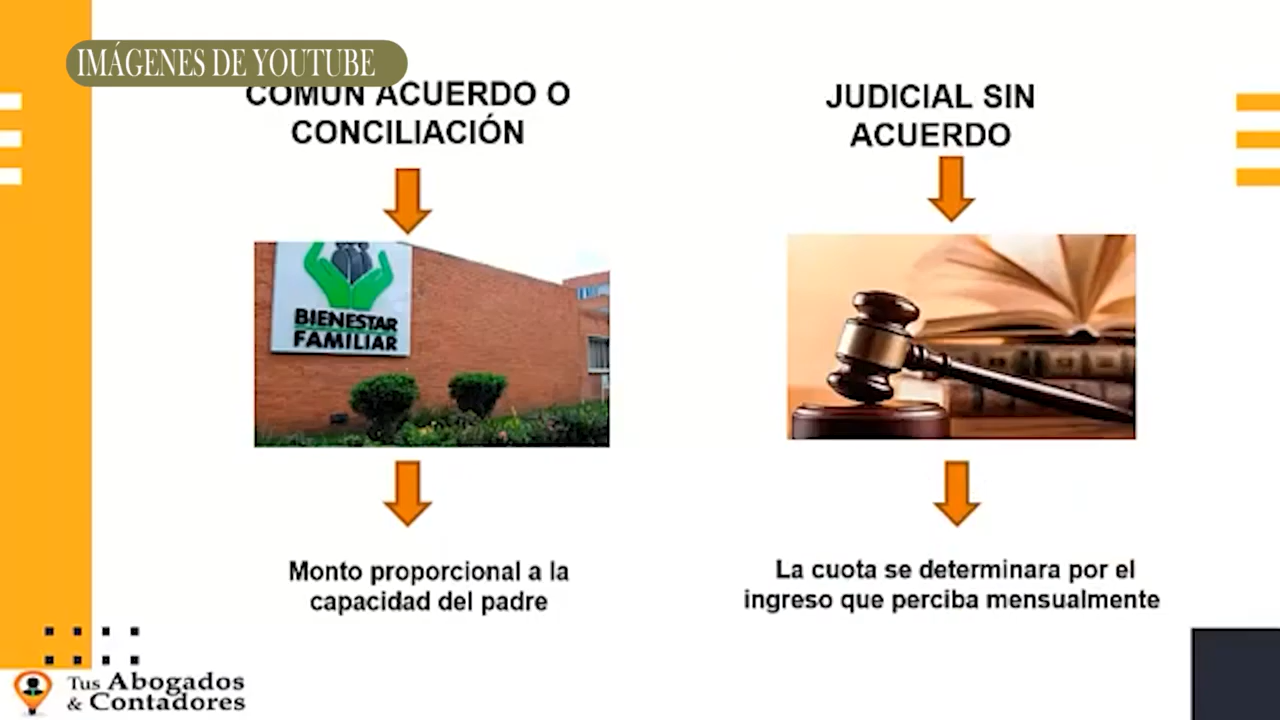 IMÁGENES DE YOUTUBE
COMÚN ACUERDO O
CONCILIACIÓN
JUDICIAL SIN
ACUERDO
BIENESTAR
FAMILIAR
Monto proporcional a la
capacidad del padre
La cuota se determinara por el
ingreso que perciba mensualmente
Tus Abogados
& Contadores